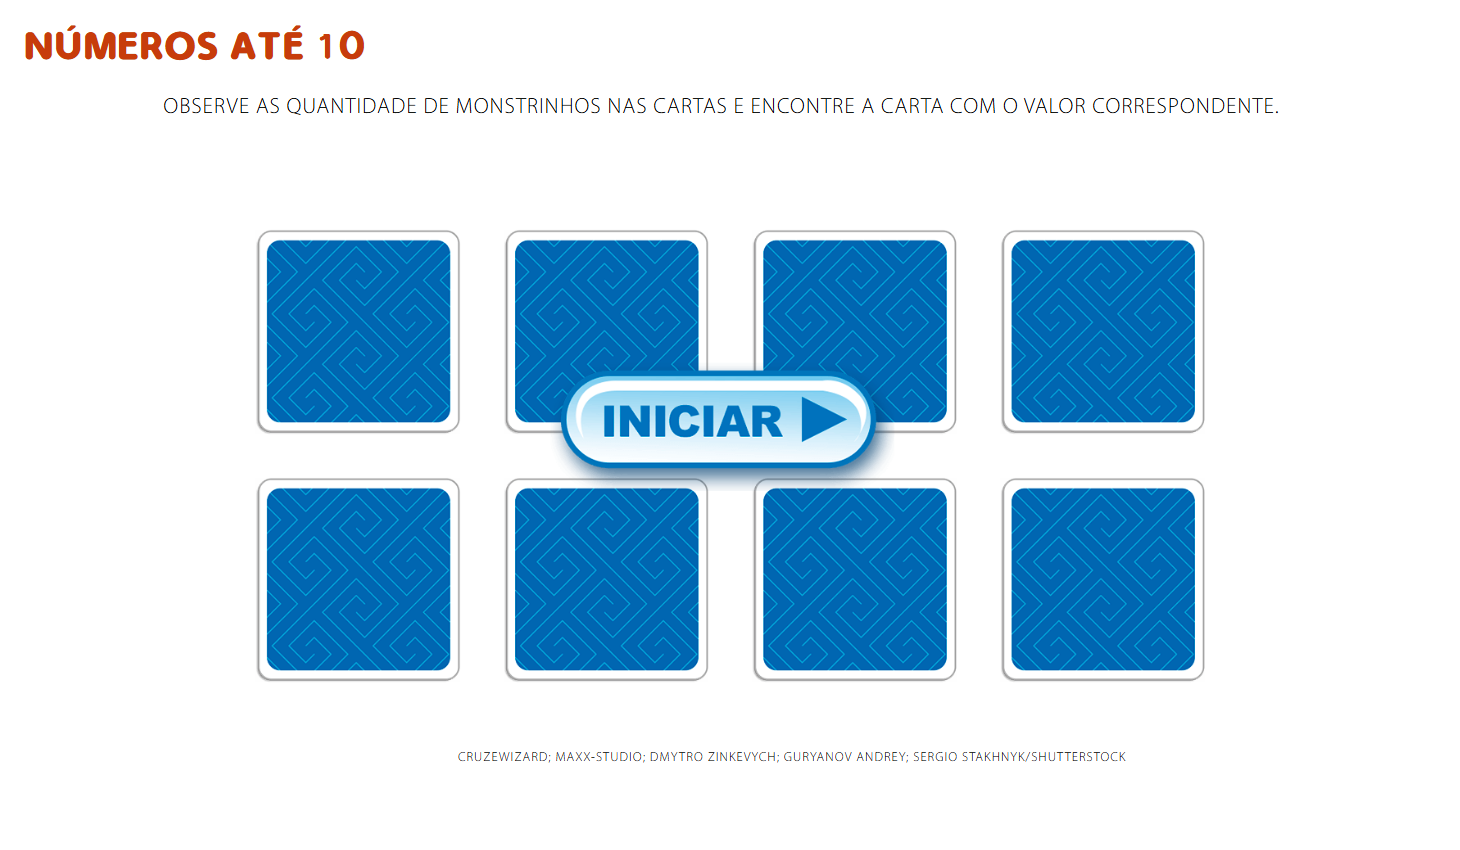 NÚMEROS ATÉ 10
OBSERVE AS QUANTIDADE DE MONSTRINHOS NAS CARTAS E ENCONTRE A CARTA COM O VALOR CORRESPONDENTE.
INICIAR
CRUZEWIZARD; MAXX-STUDIO; DMYTRO ZINKEVYCH; GURYANOV ANDREY; SERGIO STAKHNYK/SHUTTERSTOCK